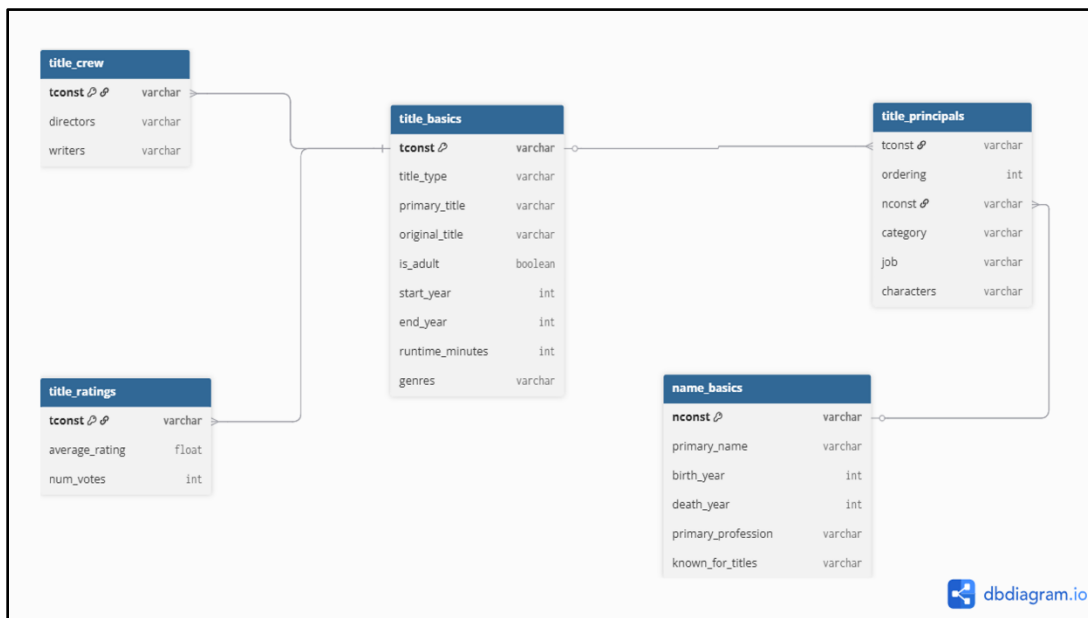 title_crew
tconst varchar
directors varchar
writers varchar
title_basics
tconst varchar
title_type varchar
primary_title varchar
original_title varchar
is_adult boolean
start_year int
end_year int
runtime_minutes int
genres varchar
title_principals
tconst varchar
ordering int
nconst varchar
category varchar
job varchar
characters varchar
title_ratings
tconst varchar
average_rating float
num_votes int
name_basics
nconst varchar
primary_name varchar
birth_year int
death_year int
primary_profession varchar
known_for_titles varchar
dbdiagram.io